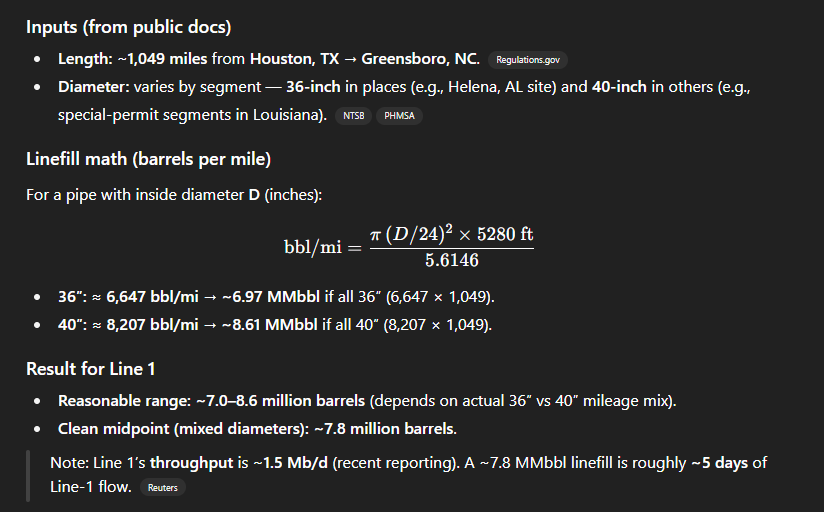 Inputs (from public docs)
• Length: ~1,049 miles from Houston, TX → Greensboro, NC. Regulations.gov
• Diameter: varies by segment — 36-inch in places (e.g., Helena, AL site) and 40-inch in others (e.g.,
special-permit segments in Louisiana). NTSB PHMSA
Linefill math (barrels per mile)
For a pipe with inside diameter D (inches):
bbl/mi = π (D/24)² × 5280 ft / 5.6146
• 36″: ≈ 6,647 bbl/mi → ~6.97 MMbbl if all 36″ (6,647 × 1,049).
• 40″: ≈ 8,207 bbl/mi → ~8.61 MMbbl if all 40″ (8,207 × 1,049).
Result for Line 1
• Reasonable range: ~7.0–8.6 million barrels (depends on actual 36″ vs 40″ mileage mix).
• Clean midpoint (mixed diameters): ~7.8 million barrels.
Note: Line 1’s throughput is ~1.5 Mb/d (recent reporting). A ~7.8 MMbbl linefill is roughly ~5 days of
Line-1 flow. Reuters